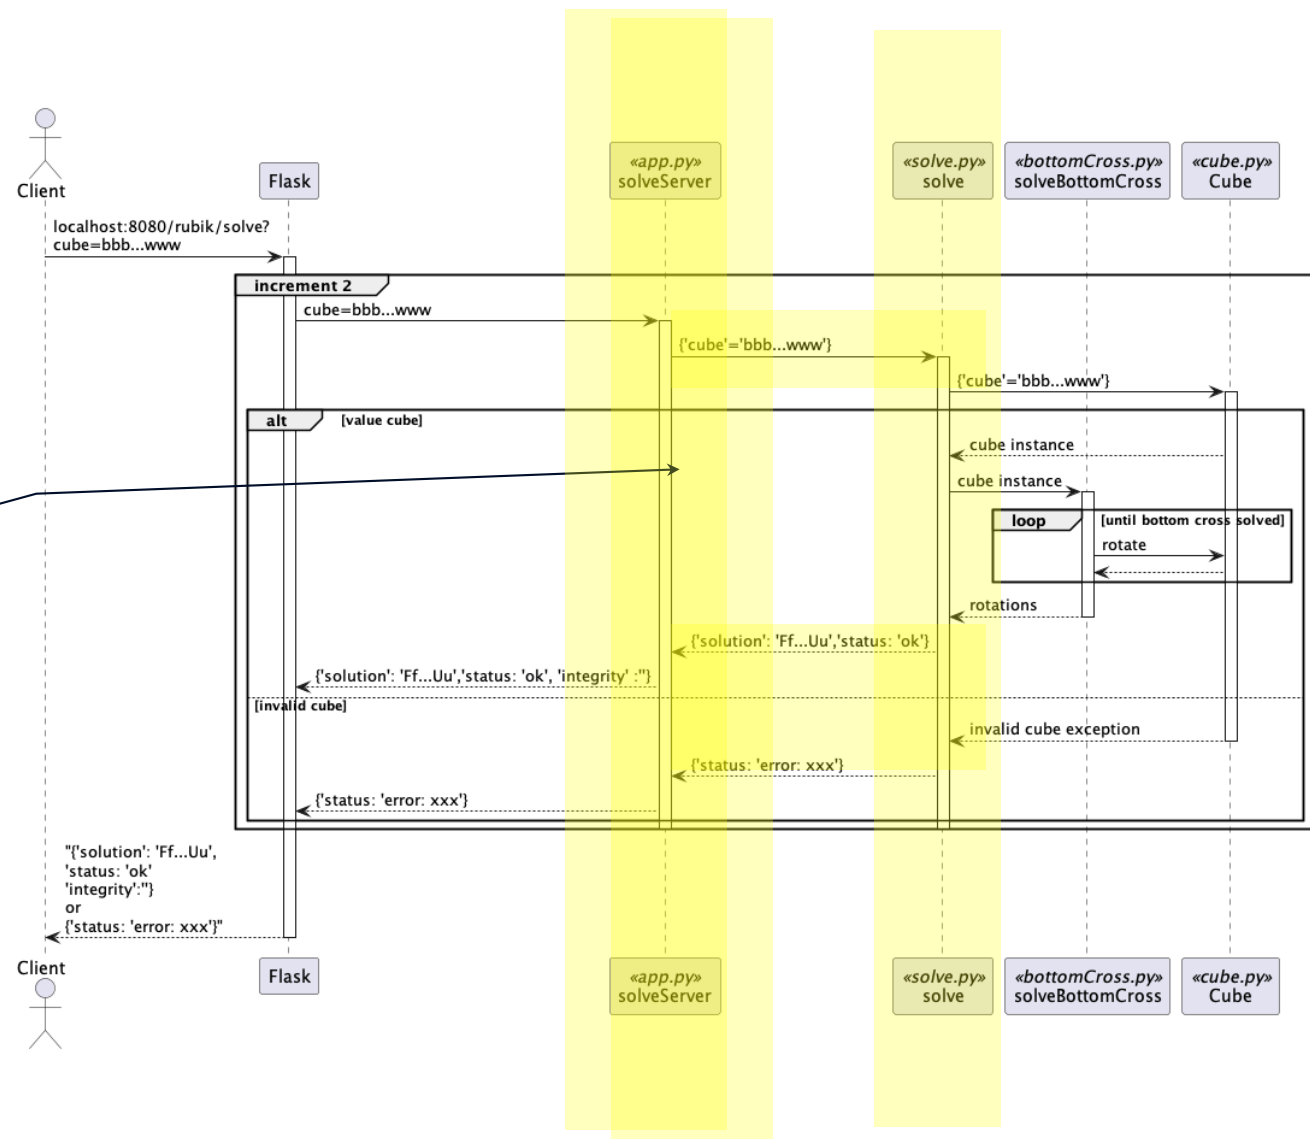 Client
Flask
«app.py»
solveServer
«solve.py»
solve
«bottomCross.py»
solveBottomCross
«cube.py»
Cube
localhost:8080/rubik/solve?
cube=bbb...www
increment 2
cube=bbb...www
{'cube'='bbb...www'}
{'cube'='bbb...www'}
alt
[value cube]
cube instance
cube instance
loop
[until bottom cross solved]
rotate
rotations
{'solution': 'Ff...Uu','status: 'ok'}
{'solution': 'Ff...Uu','status: 'ok', 'integrity' :''}
[invalid cube]
invalid cube exception
{'status: 'error: xxx'}
{'status: 'error: xxx'}
"{'solution': 'Ff...Uu',
'status: 'ok'
'integrity':''}
or
{'status: 'error: xxx'}"
Client
Flask
«app.py»
solveServer
«solve.py»
solve
«bottomCross.py»
solveBottomCross
«cube.py»
Cube